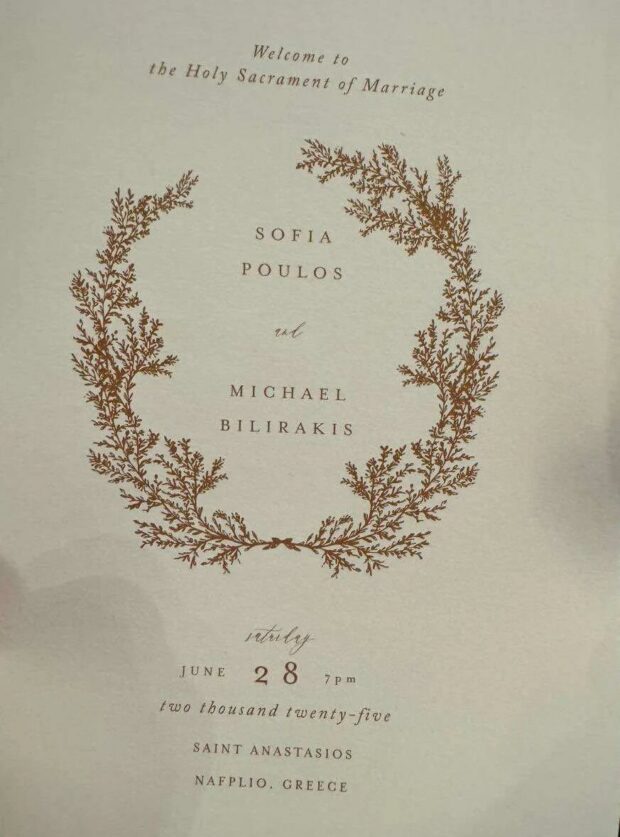 Welcome to
the Holy Sacrament of Marriage
SOFIA
POULOS
and
MICHAEL
BILIRAKIS
saturday
JUNE 28 7pm
two thousand twenty-five
SAINT ANASTASIOS
NAFPLIO, GREECE